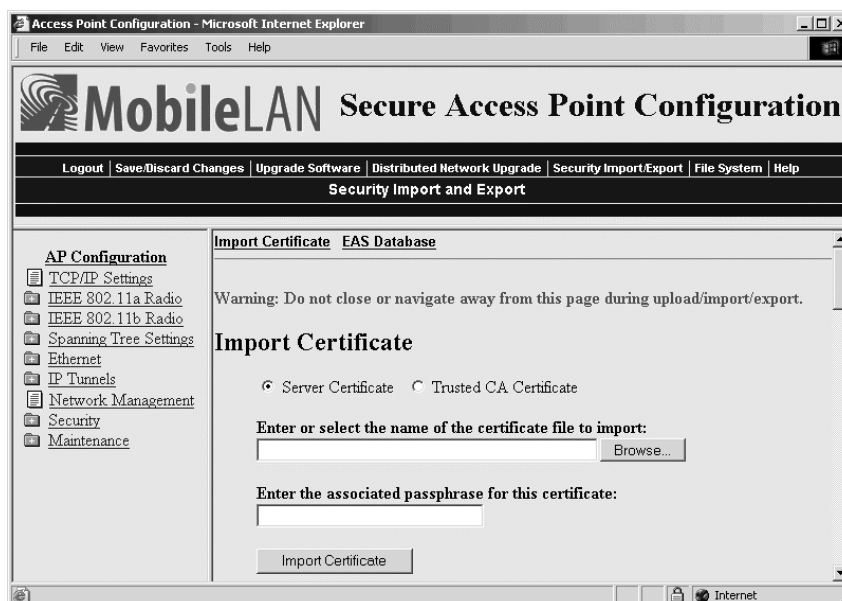 Access Point Configuration - Microsoft Internet Explorer
File Edit View Favorites Tools Help
MobileLAN Secure Access Point Configuration
Logout | Save/Discard Changes | Upgrade Software | Distributed Network Upgrade | Security Import/Export | File System | Help
Security Import and Export
AP Configuration
TCP/IP Settings
IEEE 802.11a Radio
IEEE 802.11b Radio
Spanning Tree Settings
Ethernet
IP Tunnels
Network Management
Security
Maintenance
Import Certificate EAS Database
Warning: Do not close or navigate away from this page during upload/import/export.
Import Certificate
Server Certificate Trusted CA Certificate
Enter or select the name of the certificate file to import:
Browse...
Enter the associated passphrase for this certificate:
Import Certificate
Internet